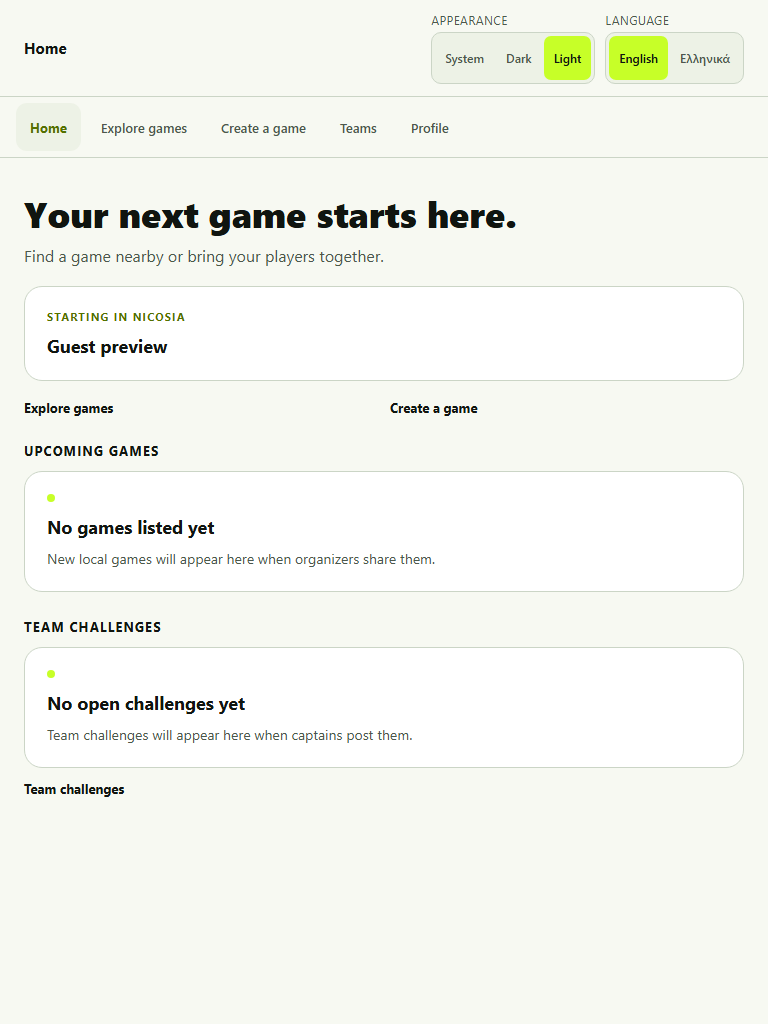 Home
APPEARANCE
System Dark Light
LANGUAGE
English Ελληνικά
Home Explore games Create a game Teams Profile
Your next game starts here.
Find a game nearby or bring your players together.
STARTING IN NICOSIA
Guest preview
Explore games
Create a game
UPCOMING GAMES
No games listed yet
New local games will appear here when organizers share them.
TEAM CHALLENGES
No open challenges yet
Team challenges will appear here when captains post them.
Team challenges